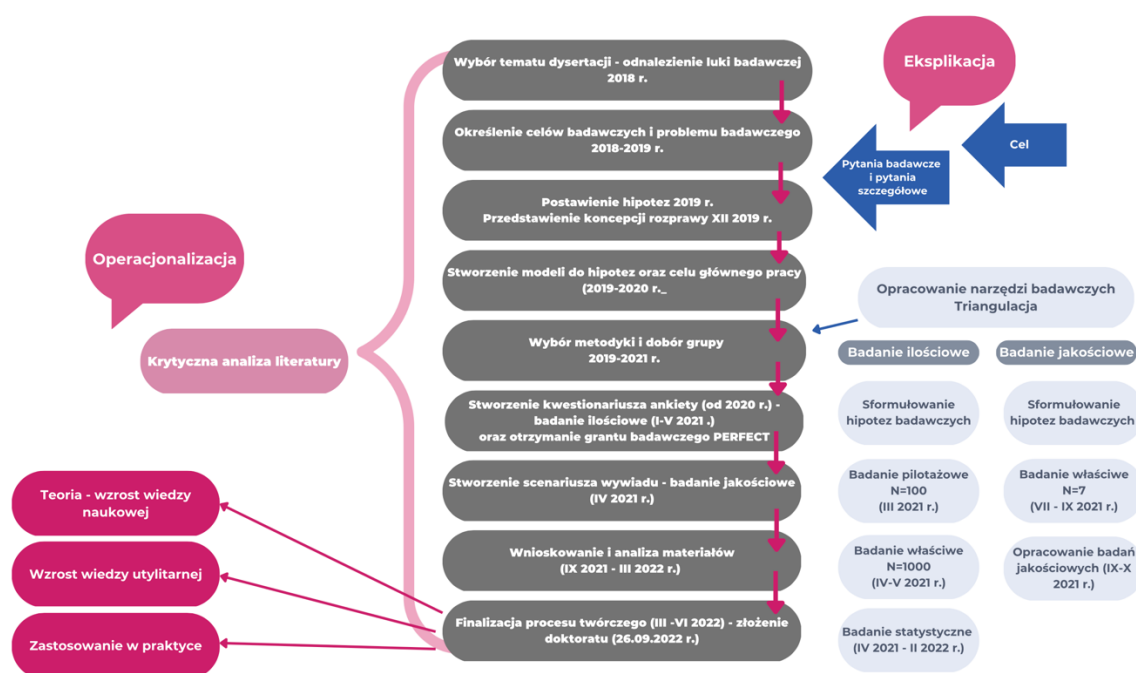 Wybór tematu dysertacji - odnalezienie luki badawczej
2018 r.
Określenie celów badawczych i problemu badawczego
2018-2019 r.
Postawienie hipotez 2019 r.
Przedstawienie koncepcji rozprawy XII 2019 r.
Stworzenie modeli do hipotez oraz celu głównego pracy
(2019-2020 r._
Wybór metodyki i dobór grupy
2019-2021 r.
Stworzenie kwestionariusza ankiety (od 2020 r.) -
badanie ilościowe (I-V 2021 .)
oraz otrzymanie grantu badawczego PERFECT
Stworzenie scenariusza wywiadu - badanie jakościowe
(IV 2021 r.)
Wnioskowanie i analiza materiałów
(IX 2021 - III 2022 r.)
Finalizacja procesu twórczego (III -VI 2022) - złożenie
doktoratu (26.09.2022 r.)
Eksplikacja
Cel
Pytania badawcze
i pytania
szczegółowe
Operacjonalizacja
Krytyczna analiza literatury
Teoria - wzrost wiedzy
naukowej
Wzrost wiedzy utylitarnej
Zastosowanie w praktyce
Opracowanie narzędzi badawczych
Triangulacja
Badanie ilościowe
Sformułowanie
hipotez badawczych
Badanie pilotażowe
N=100
(III 2021 r.)
Badanie właściwe
N=1000
(IV-V 2021 r.)
Badanie statystyczne
(IV 2021 - II 2022 r.)
Badanie jakościowe
Sformułowanie
hipotez badawczych
Badanie właściwe
N=7
(VII - IX 2021 r.)
Opracowanie badań
jakościowych (IX-X
2021 r.)